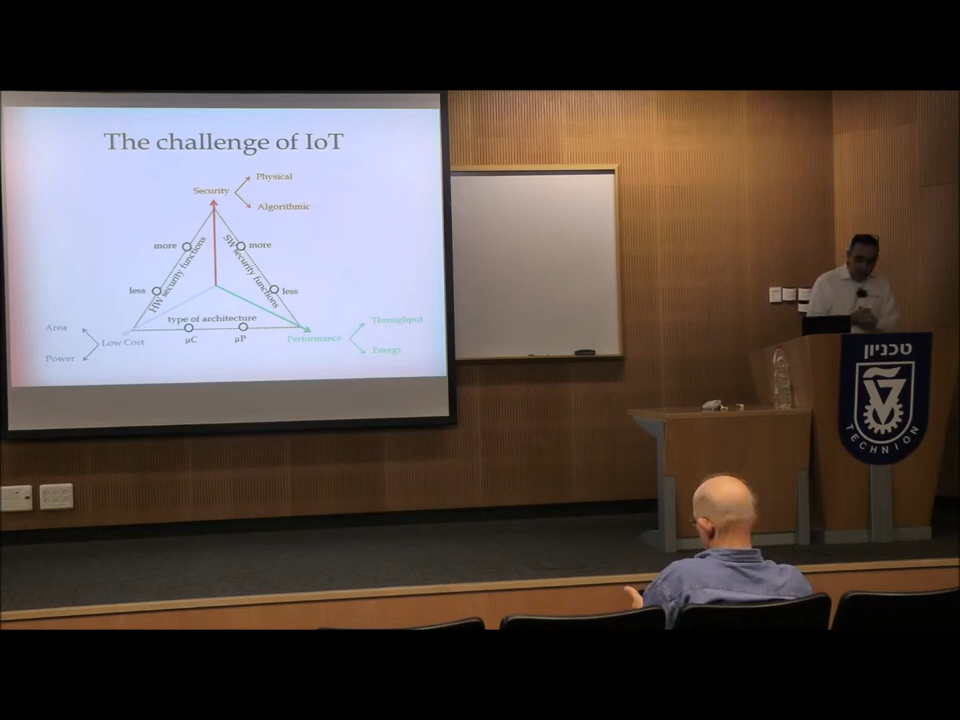 The challenge of IoT
Security
Physical
Algorithmic
more
HW security functions
SW security functions
more
less
less
type of architecture
Area
Power
Low Cost
µC
µP
Performance
Throughput
Energy
טכניון
TECHNION